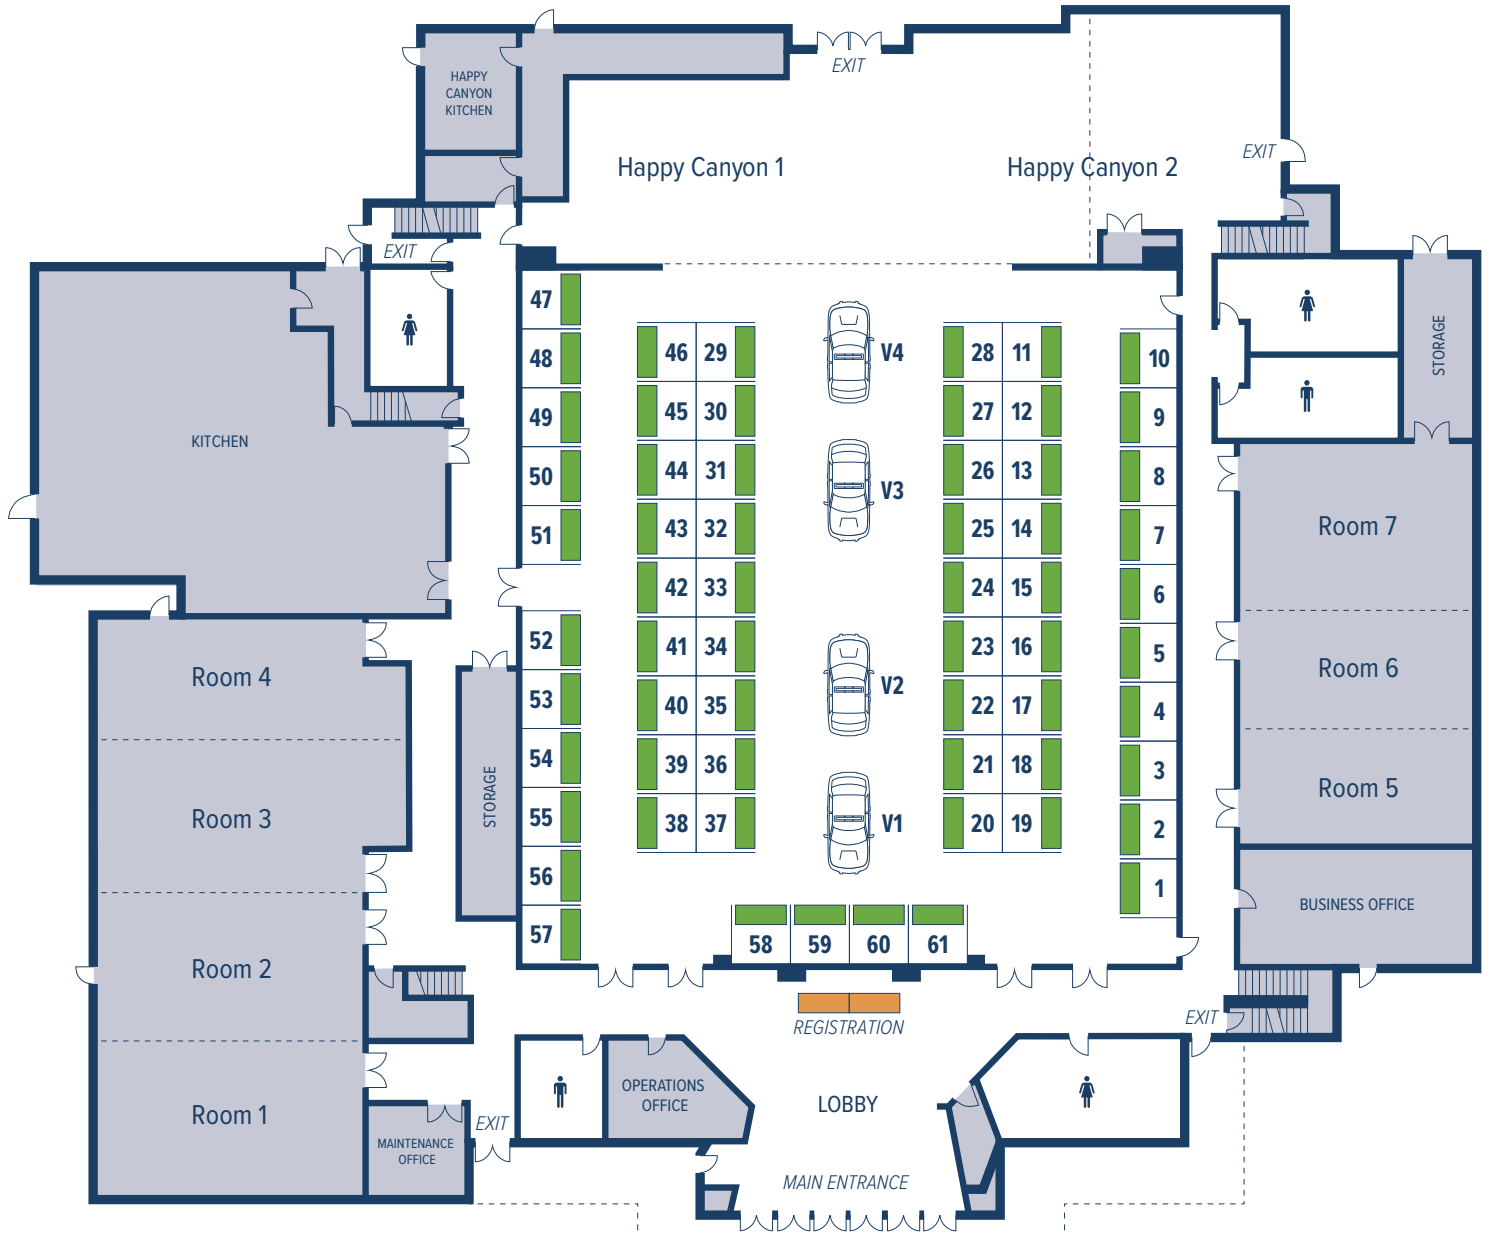 EXIT
HAPPY
CANYON
KITCHEN
EXIT
Happy Canyon 1
Happy Canyon 2
EXIT
47
48
49
50
51
52
53
54
55
56
57
46 29
45 30
44 31
43 32
42 33
41 34
40 35
39 36
38 37
V4
V3
V2
V1
28 11
27 12
26 13
25 14
24 15
23 16
22 17
21 18
20 19
10
9
8
7
6
5
4
3
2
1
58 59 60 61
STORAGE
KITCHEN
Room 7
Room 6
Room 5
BUSINESS OFFICE
Room 4
Room 3
Room 2
Room 1
STORAGE
REGISTRATION
EXIT
OPERATIONS
OFFICE
LOBBY
EXIT
MAINTENANCE
OFFICE
MAIN ENTRANCE